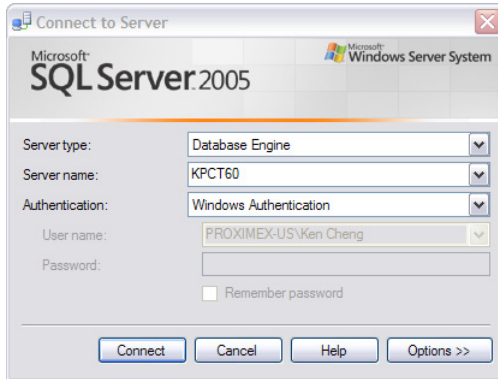 Connect to Server
Microsoft
SQL Server 2005
Microsoft
Windows Server System
Server type:
Database Engine
Server name:
KPCT60
Authentication:
Windows Authentication
User name:
PROXIMEX-US\Ken Cheng
Password:
Remember password
Connect
Cancel
Help
Options >>